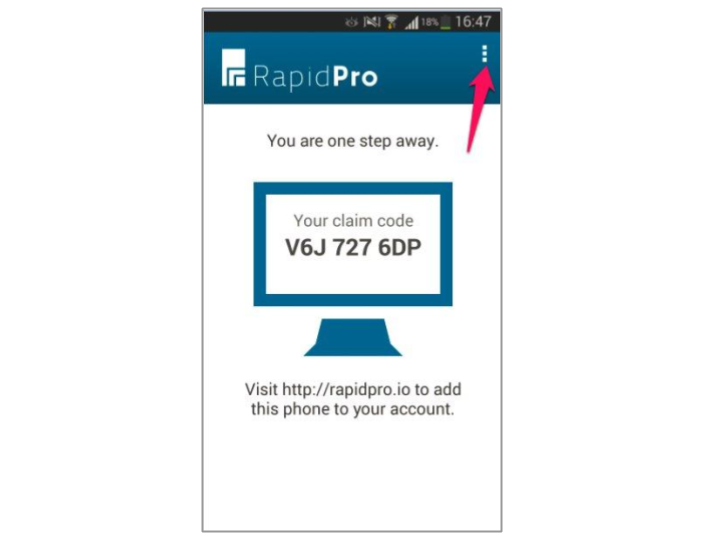 18% 16:47
RapidPro
You are one step away.
Your claim code
V6J 727 6DP
Visit http://rapidpro.io to add
this phone to your account.